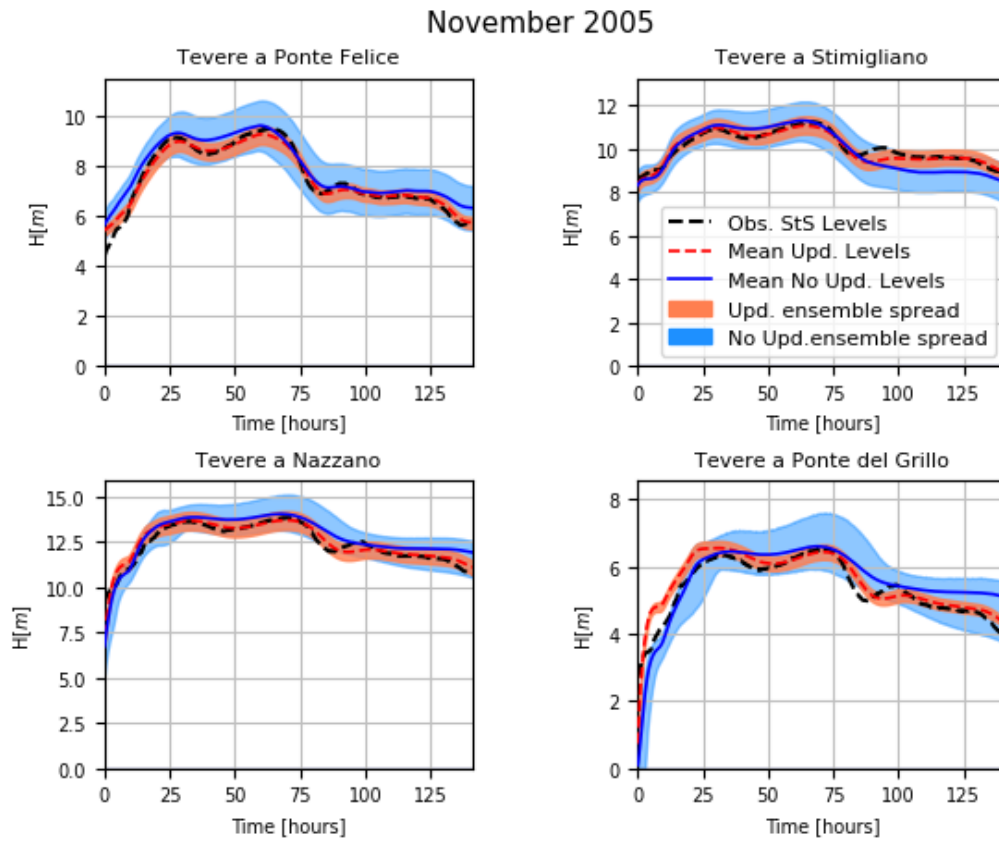 November 2005
Tevere a Ponte Felice
H[m]
10
8
6
4
2
0
0 25 50 75 100 125
Time [hours]
Tevere a Stimigliano
H[m]
12
10
8
6
4
2
0
0 25 50 75 100 125
Time [hours]
Obs. StS Levels
Mean Upd. Levels
Mean No Upd. Levels
Upd. ensemble spread
No Upd.ensemble spread
Tevere a Nazzano
H[m]
15.0
12.5
10.0
7.5
5.0
2.5
0.0
0 25 50 75 100 125
Time [hours]
Tevere a Ponte del Grillo
H[m]
8
6
4
2
0
0 25 50 75 100 125
Time [hours]